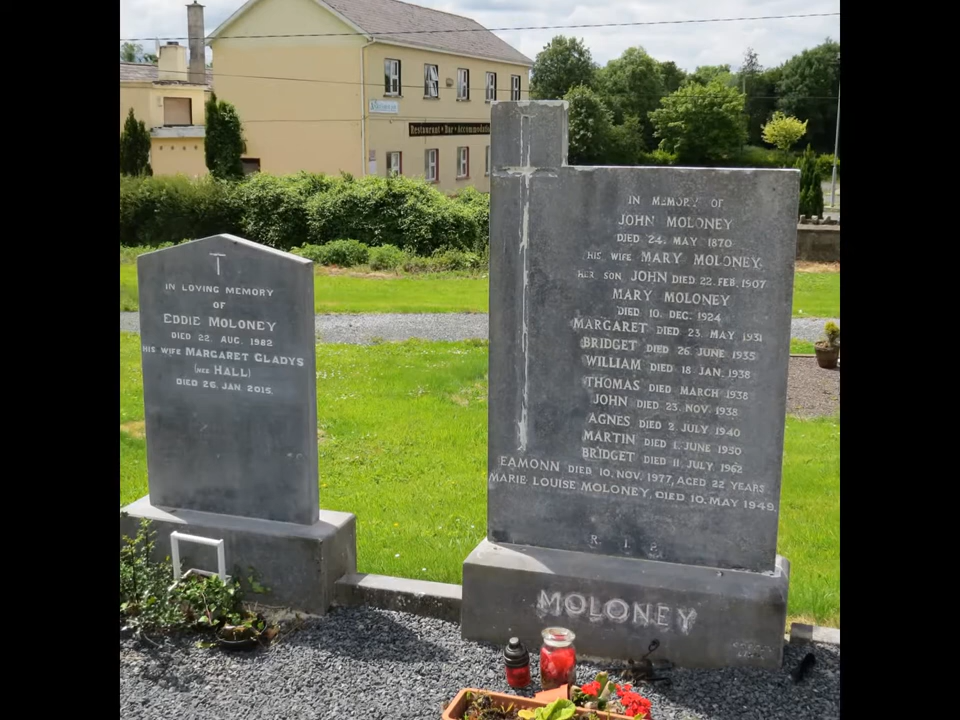 Restaurant • Bar • Accommodation
IN LOVING MEMORY
OF
EDDIE MOLONEY
DIED 22 AUG. 1982
HIS WIFE MARGARET GLADYS
(NEE HALL)
DIED 26 JAN 2015.
IN MEMORY OF
JOHN MOLONEY
DIED 24. MAY 1870
HIS WIFE MARY MOLONEY,
HER SON JOHN DIED 22. FEB. 1907
MARY MOLONEY
DIED 10. DEC. 1924
MARGARET DIED 23. MAY 1931
BRIDGET DIED 26 JUNE 1935
WILLIAM DIED 18 JAN. 1938
THOMAS DIED MARCH 1938
JOHN DIED 23. NOV. 1938
AGNES DIED 2 JULY 1940
MARTIN DIED 1. JUNE 1950
BRIDGET DIED 11 JULY. 1962
EAMONN DIED 10. NOV. 1977, AGED 22 YEARS
MARIE LOUISE MOLONEY, DIED 10. MAY 1949.
R. I. P.
MOLONEY